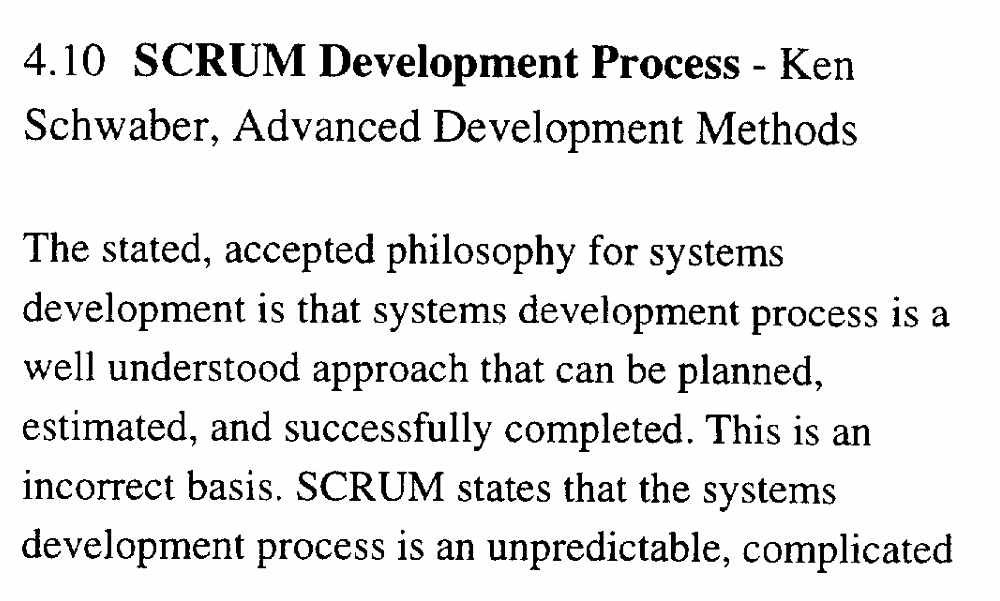 4.10 SCRUM Development Process - Ken
Schwaber, Advanced Development Methods
The stated, accepted philosophy for systems
development is that systems development process is a
well understood approach that can be planned,
estimated, and successfully completed. This is an
incorrect basis. SCRUM states that the systems
development process is an unpredictable, complicated